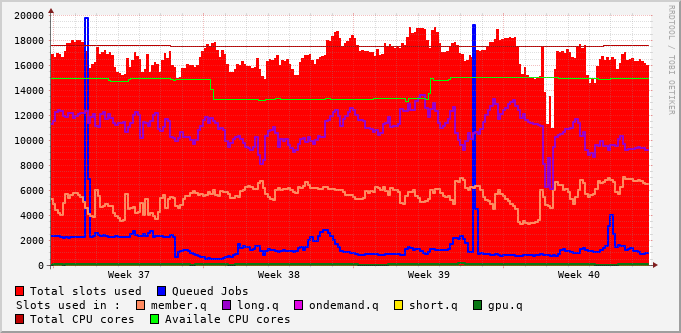 RRDTOOL / TOBI OETIKER
20000
18000
16000
14000
12000
10000
8000
6000
4000
2000
0
Week 37 Week 38 Week 39 Week 40
Total slots used Queued Jobs
Slots used in : member.q long.q ondemand.q short.q gpu.q
Total CPU cores Availale CPU cores